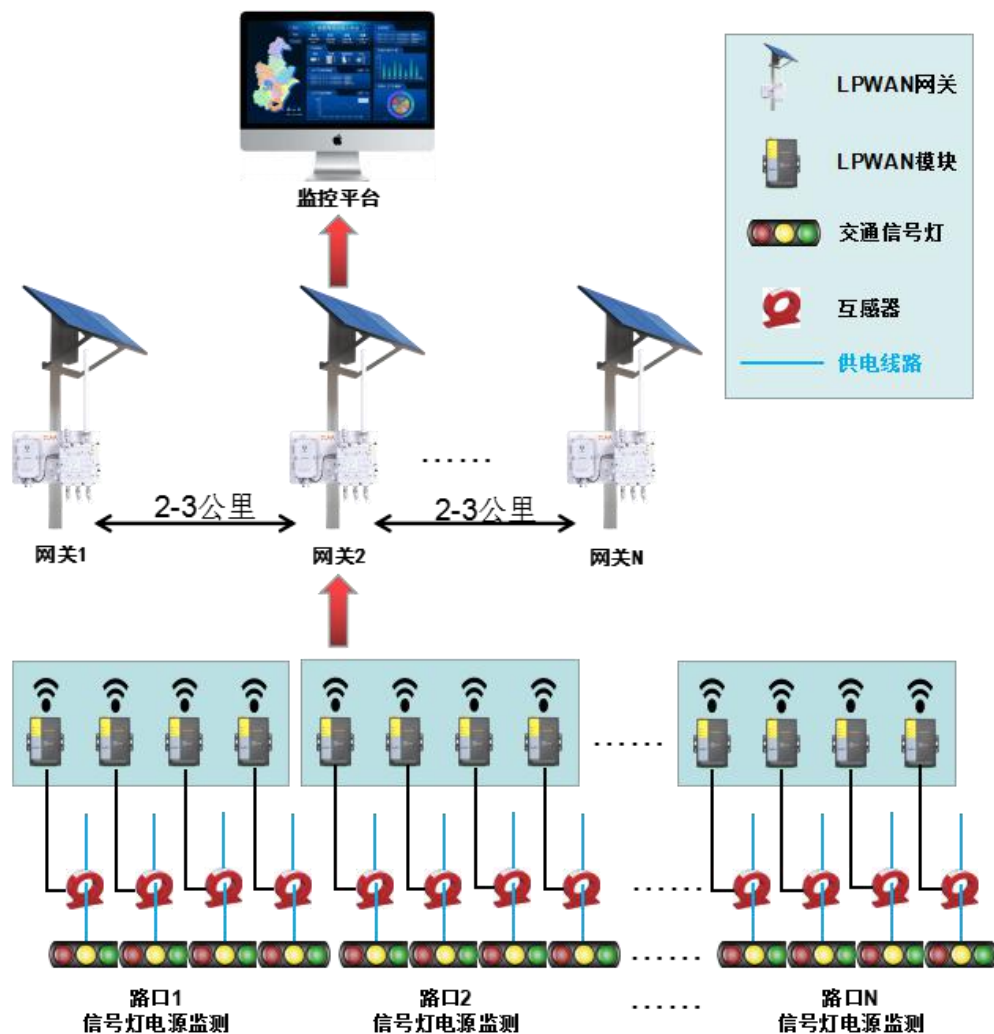 监控平台
LPWAN网关
LPWAN模块
交通信号灯
互感器
供电线路
......
2-3公里
2-3公里
网关1
网关2
网关N
......
......
......
路口1
信号灯电源监测
路口2
信号灯电源监测
......
路口N
信号灯电源监测